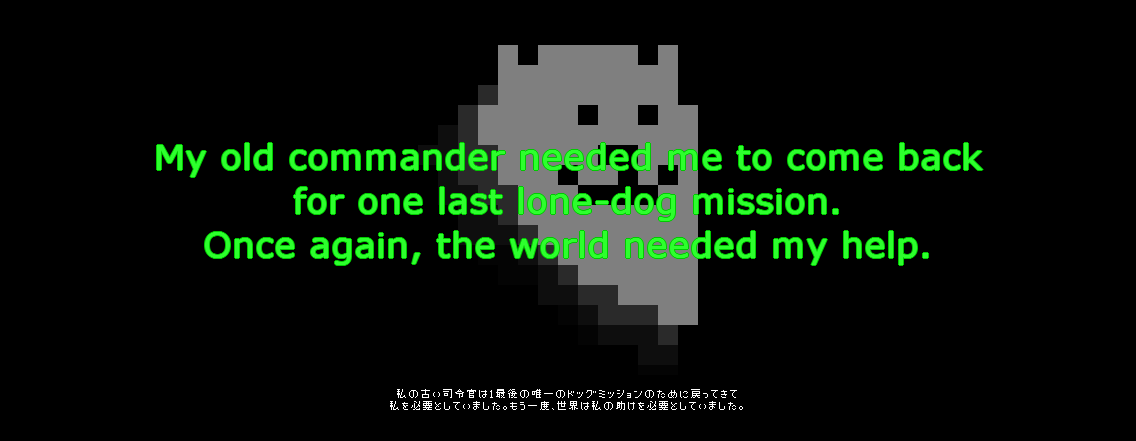 My old commander needed me to come back
for one last lone-dog mission.
Once again, the world needed my help.
私の古い司令官は1最後の唯一のドッグミッションのために戻ってきて
私を必要としていました。もう一度、世界は私の助けを必要としていました。